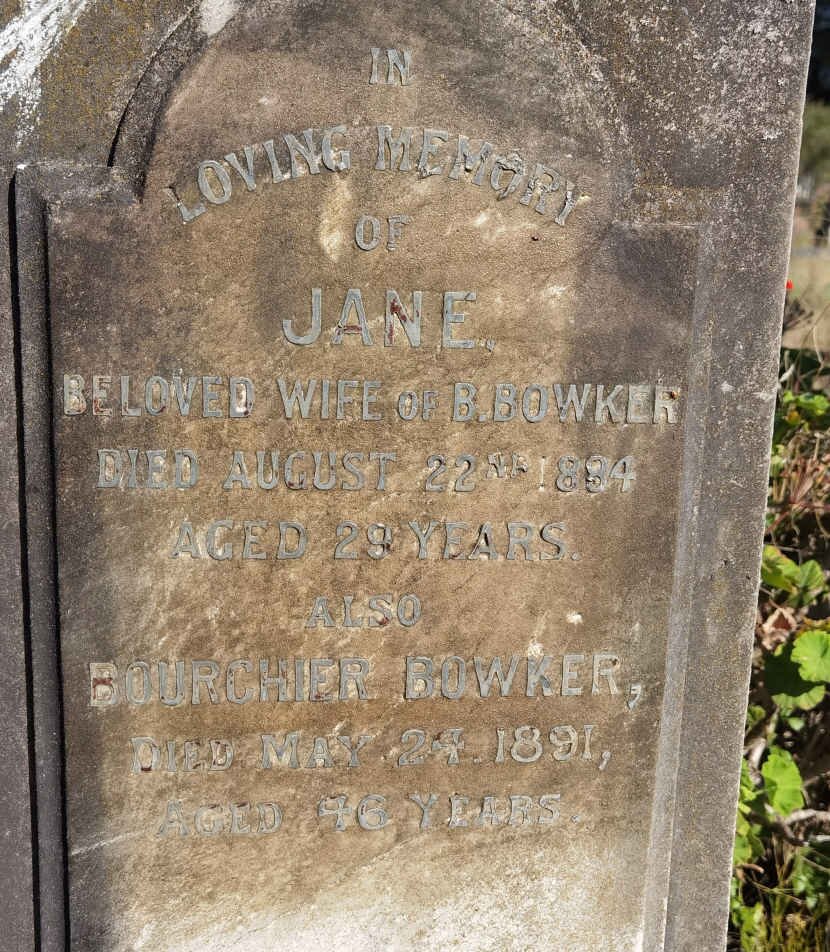 IN
LOVING MEMORY
OF
JANE.
BELOVED WIFE OF B. BOWKER
DIED AUGUST 22ND 1884
AGED 29 YEARS.
ALSO
BOURCHIER BOWKER,
DIED MAY 24. 1891,
AGED 46 YEARS.